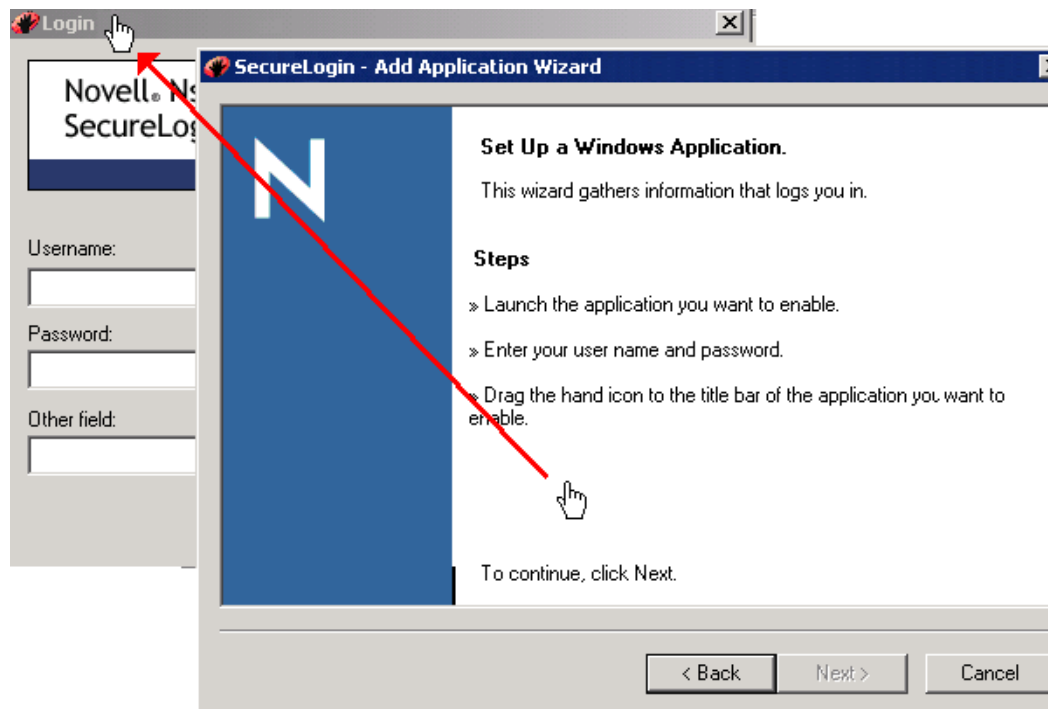 Login
Novell® Ns
SecureLog
Username:
Password:
Other field:
SecureLogin - Add Application Wizard
N
Set Up a Windows Application.
This wizard gathers information that logs you in.
Steps
» Launch the application you want to enable.
» Enter your user name and password.
» Drag the hand icon to the title bar of the application you want to
enable.
To continue, click Next.
< Back
Next >
Cancel